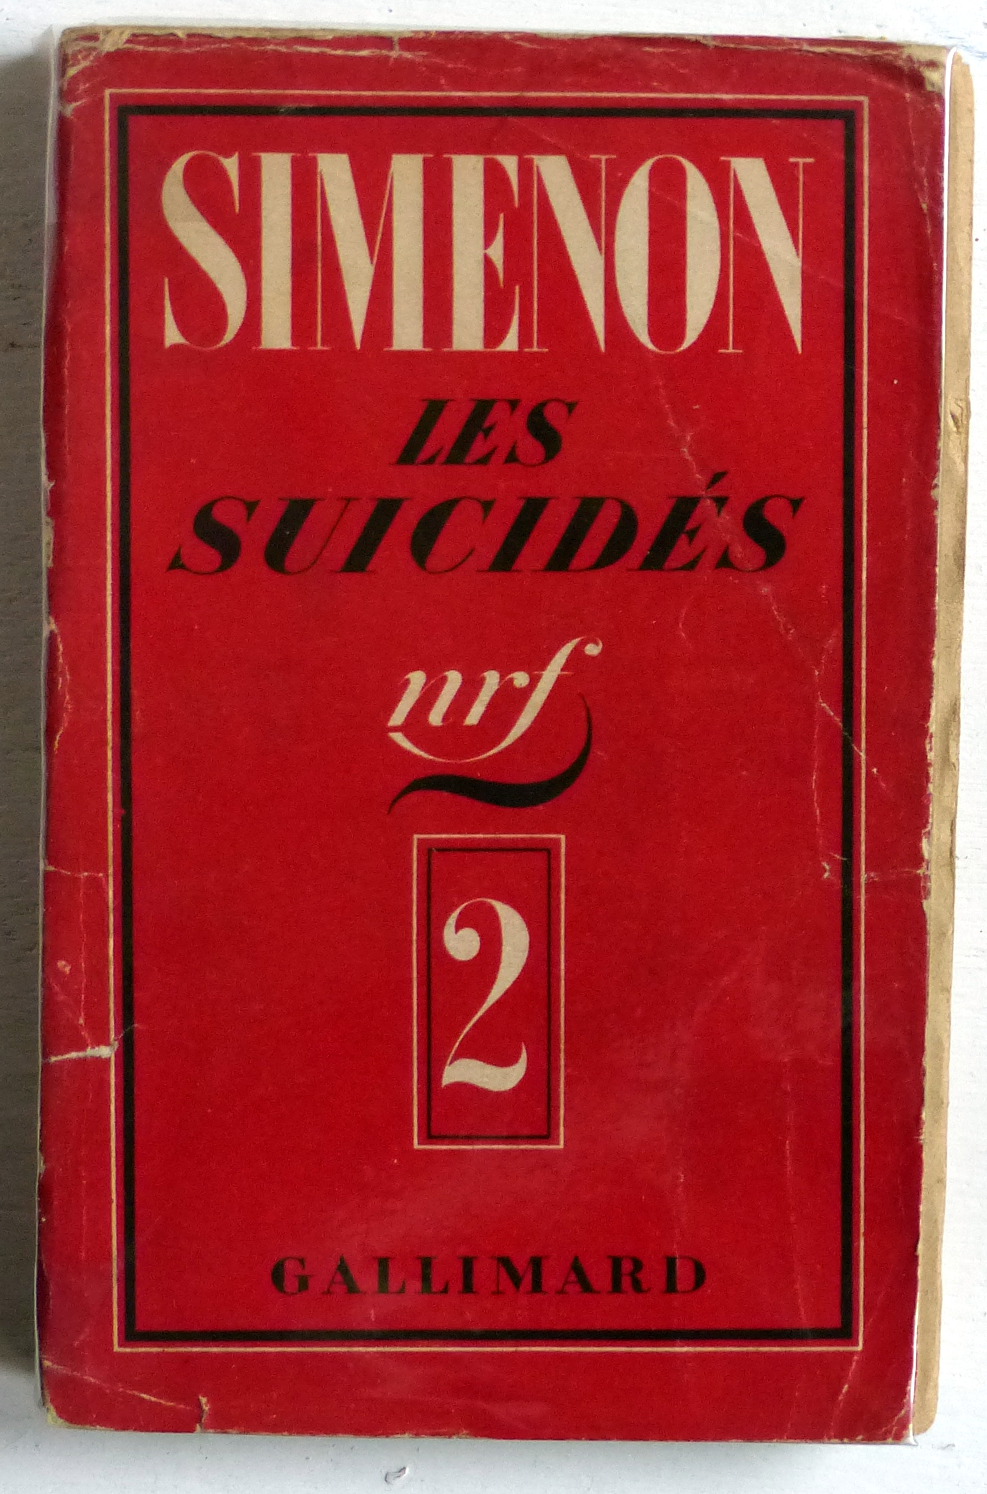 SIMENON
LES
SUICIDÉS
nrf
2
GALLIMARD